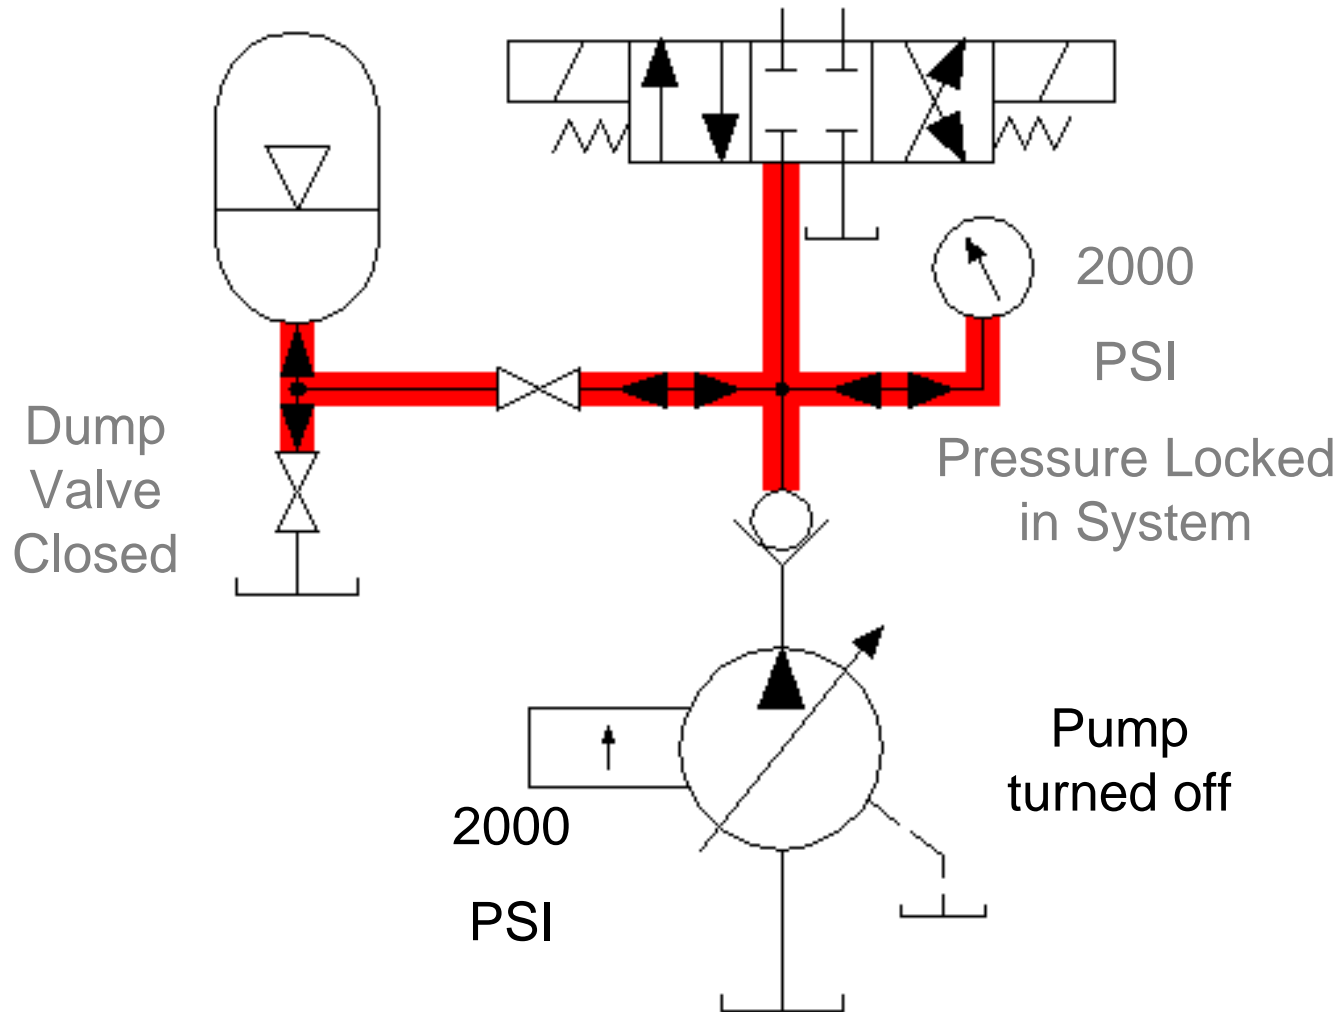 2000
PSI
Dump
Valve
Closed
Pressure Locked
in System
Pump
turned off
2000
PSI